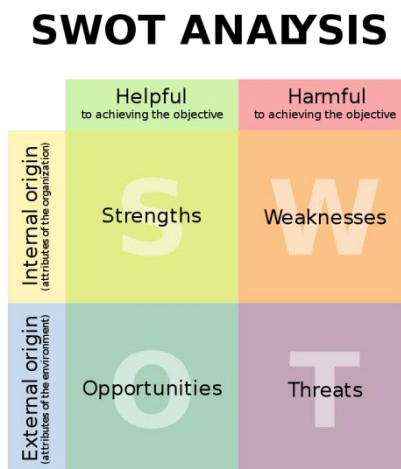 SWOT ANALYSIS
Helpful
to achieving the objective
Harmful
to achieving the objective
Internal origin
(attributes of the organization)
S
Strengths
W
Weaknesses
External origin
(attributes of the environment)
O
Opportunities
T
Threats